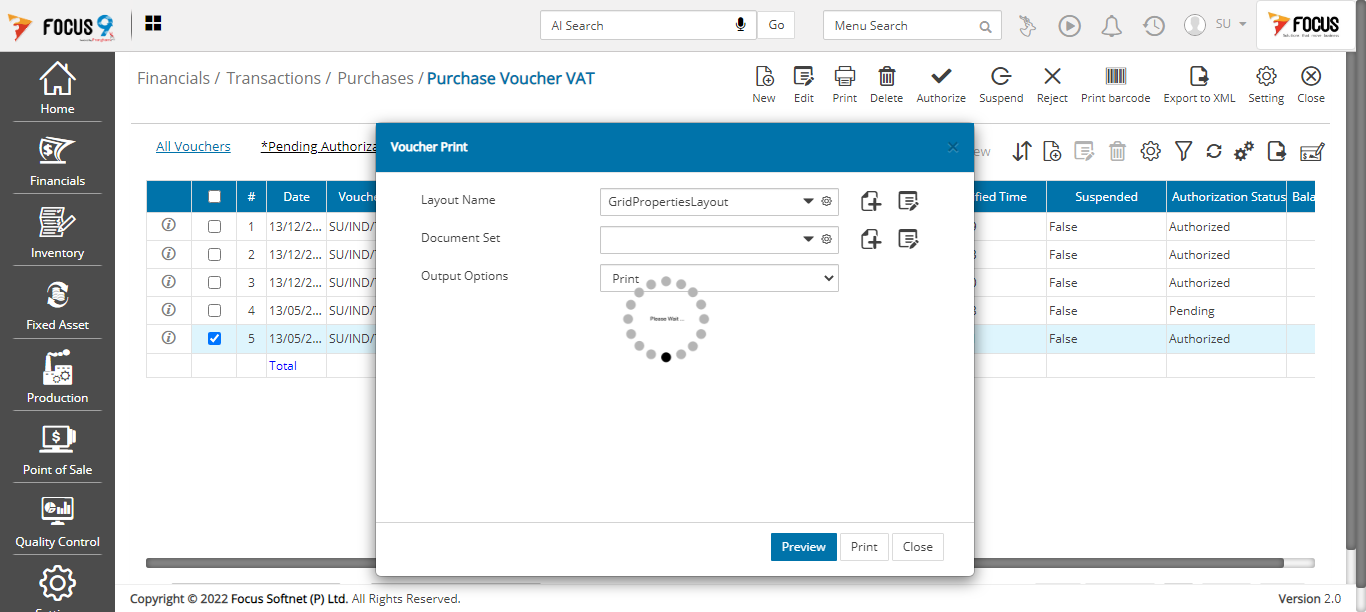 FOCUS 9
AI Search
Go
Menu Search
SU
FOCUS
Home
Financials
Inventory
Fixed Asset
Production
Point of Sale
Quality Control
Financials / Transactions / Purchases / Purchase Voucher VAT
New Edit Print Delete Authorize Suspend Reject Print barcode Export to XML Setting Close
All Vouchers *Pending Authoriza
Voucher Print
Layout Name GridPropertiesLayout
Document Set
Output Options Print
Please Wait ...
Preview Print Close
# Date Vouche fied Time Suspended Authorization Status Bala
1 13/12/2... SU/IND/ False Authorized
2 13/12/2... SU/IND/ False Authorized
3 13/12/2... SU/IND/ False Authorized
4 13/05/2... SU/IND/ False Pending
5 13/05/2... SU/IND/ False Authorized
Total
Copyright © 2022 Focus Softnet (P) Ltd. All Rights Reserved.
Version 2.0